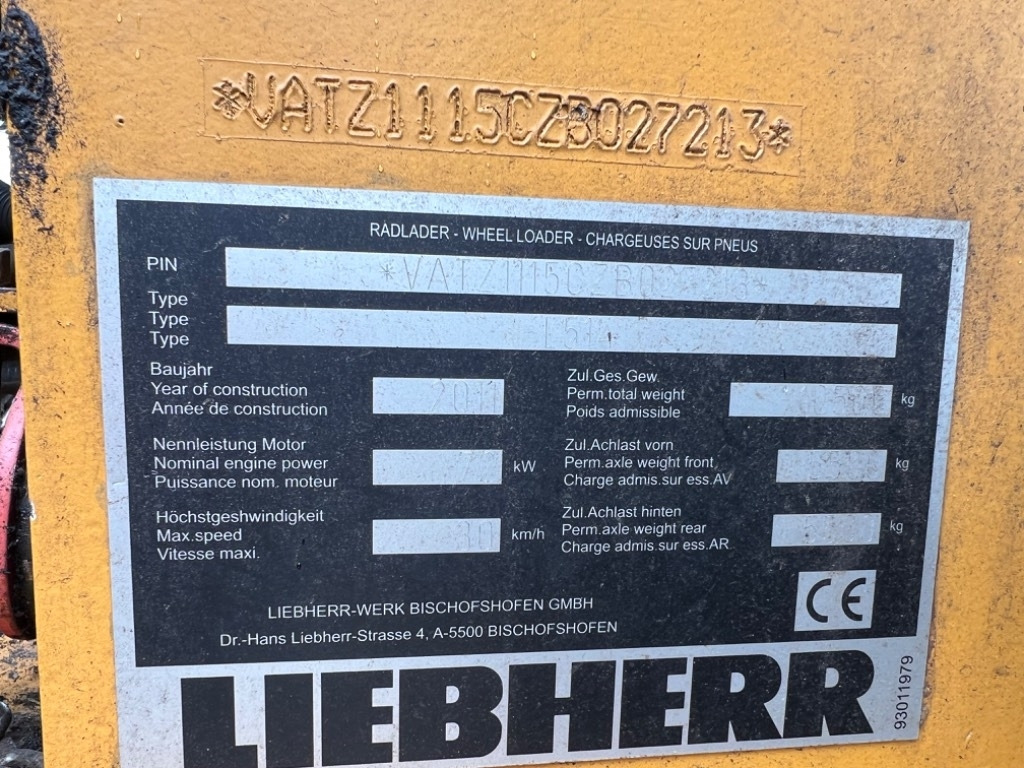 *VATZ1115CZB027213*
RADLADER - WHEEL LOADER - CHARGEUSES SUR PNEUS
PIN
Type
Type
Type
Baujahr
Year of construction 2011
Année de construction
Nennleistung Motor
Nominal engine power kW
Puissance nom. moteur
Höchstgeshwindigkeit
Max.speed km/h
Vitesse maxi.
Zul.Ges.Gew.
Perm.total weight kg
Poids admissible
Zul.Achlast vorn
Perm.axle weight front kg
Charge admis.sur ess.AV
Zul.Achlast hinten
Perm.axle weight rear kg
Charge admis.sur ess.AR
CE
LIEBHERR-WERK BISCHOFSHOFEN GMBH
Dr.-Hans Liebherr-Strasse 4, A-5500 BISCHOFSHOFEN
LIEBHERR
93011979